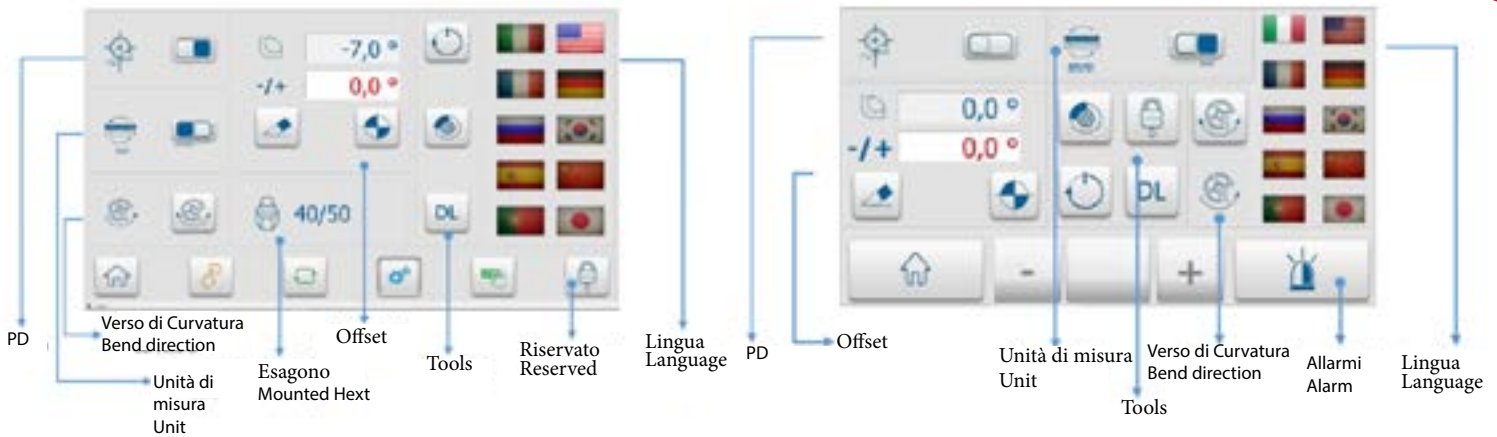 -7,0 °
-/+ 0,0 °
40/50
DL
PD
Verso di Curvatura
Bend direction
Unità di
misura
Unit
Esagono
Mounted Hext
Offset
Tools
Riservato
Reserved
Lingua
Language
0,0 °
-/+ 0,0 °
DL
-
+
PD
Offset
Unità di misura
Unit
Tools
Verso di Curvatura
Bend direction
Allarmi
Alarm
Lingua
Language